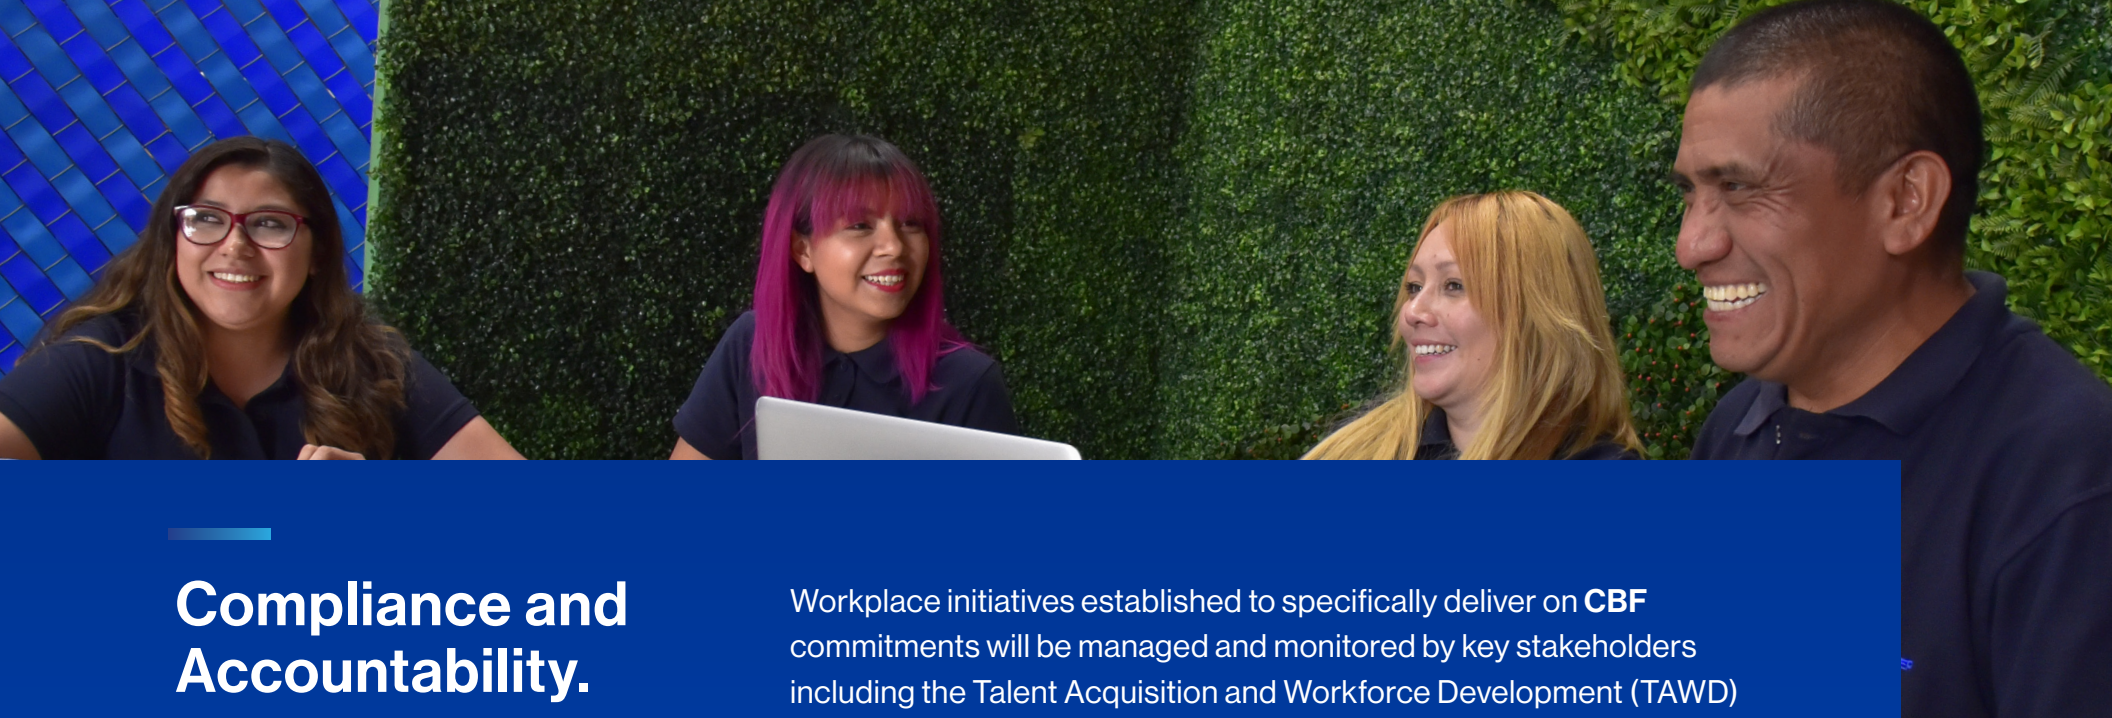 Compliance and
Accountability.
Workplace initiatives established to specifically deliver on CBF
commitments will be managed and monitored by key stakeholders
including the Talent Acquisition and Workforce Development (TAWD)